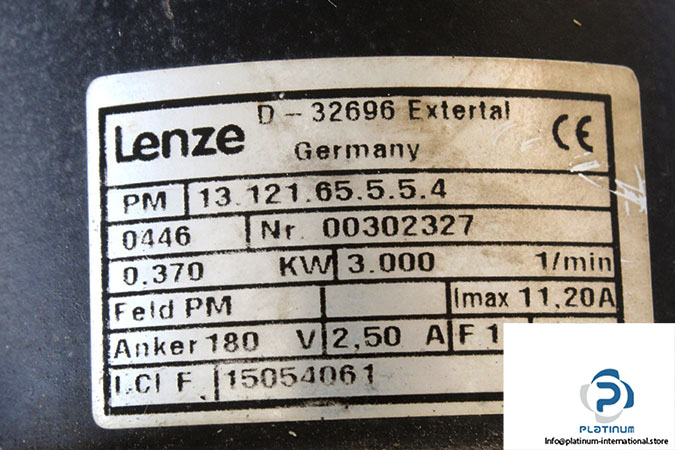 Lenze D-32696 Extertal
Germany CE
PM 13.121.65.5.5.4
0446 Nr. 00302327
0.370 KW 3.000 1/min
Feld PM Imax 11,20A
Anker 180 V 2,50 A F 1
I.Cl F 15054061
PLATINUM
Info@platinum-international.store